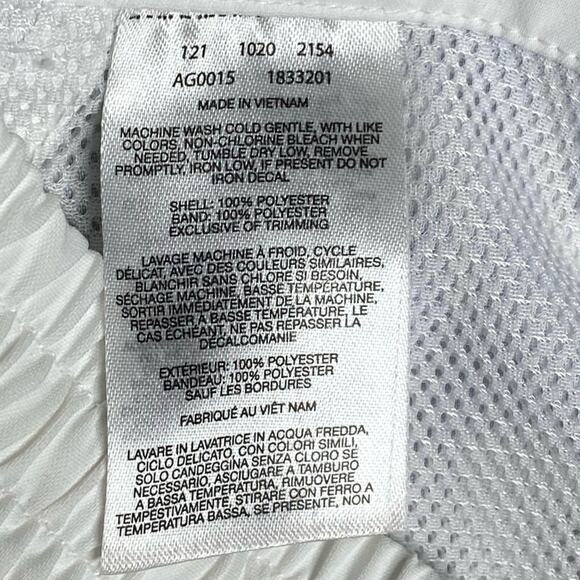 121 1020 2154
AG0015 1833201
MADE IN VIETNAM
MACHINE WASH COLD GENTLE, WITH LIKE
COLORS, NON-CHLORINE BLEACH WHEN
NEEDED, TUMBLE DRY LOW, REMOVE
PROMPTLY, IRON LOW, IF PRESENT DO NOT
IRON DECAL
SHELL: 100% POLYESTER
BAND: 100% POLYESTER
EXCLUSIVE OF TRIMMING
LAVAGE MACHINE À FROID, CYCLE
DÉLICAT, AVEC DES COULEURS SIMILAIRES,
BLANCHIR SANS CHLORE SI BESOIN,
SÉCHAGE MACHINE, BASSE TEMPÉRATURE,
SORTIR IMMÉDIATEMENT DE LA MACHINE,
REPASSER À BASSE TEMPÉRATURE, LE
CAS ÉCHEANT, NE PAS REPASSER LA
DÉCALCOMANIE
EXTÉRIEUR: 100% POLYESTER
BANDEAU: 100% POLYESTER
SAUF LES BORDURES
FABRIQUÉ AU VIÊT NAM
LAVARE IN LAVATRICE IN ACQUA FREDDA,
CICLO DELICATO, CON COLORI SIMILI,
SOLO CANDEGGINA SENZA CLORO SE
NECESSARIO, ASCIUGARE A TAMBURO
A BASSA TEMPERATURA, RIMUOVERE
TEMPESTIVAMENTE, STIRARE CON FERRO A
TEMPERATURA BASSA, SE PRESENTE, NON